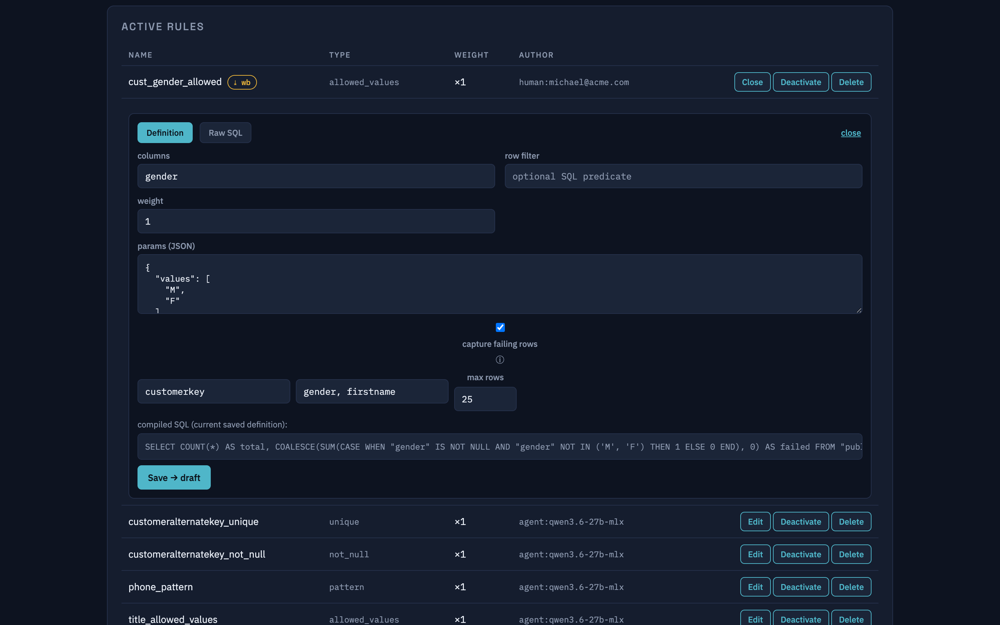 ACTIVE RULES
NAME TYPE WEIGHT AUTHOR
cust_gender_allowed ⤓ wb allowed_values ×1 human:michael@acme.com Close Deactivate Delete
Definition Raw SQL close
columns row filter
gender optional SQL predicate
weight
1
params (JSON)
{
"values": [
"M",
"F"
]
capture failing rows
ⓘ
max rows
customerkey gender, firstname 25
compiled SQL (current saved definition):
SELECT COUNT(*) AS total, COALESCE(SUM(CASE WHEN "gender" IS NOT NULL AND "gender" NOT IN ('M', 'F') THEN 1 ELSE 0 END), 0) AS failed FROM "publ
Save → draft
customeralternatekey_unique unique ×1 agent:qwen3.6-27b-mlx Edit Deactivate Delete
customeralternatekey_not_null not_null ×1 agent:qwen3.6-27b-mlx Edit Deactivate Delete
phone_pattern pattern ×1 agent:qwen3.6-27b-mlx Edit Deactivate Delete
title_allowed_values allowed_values ×1 agent:qwen3.6-27b-mlx Edit Deactivate Delete